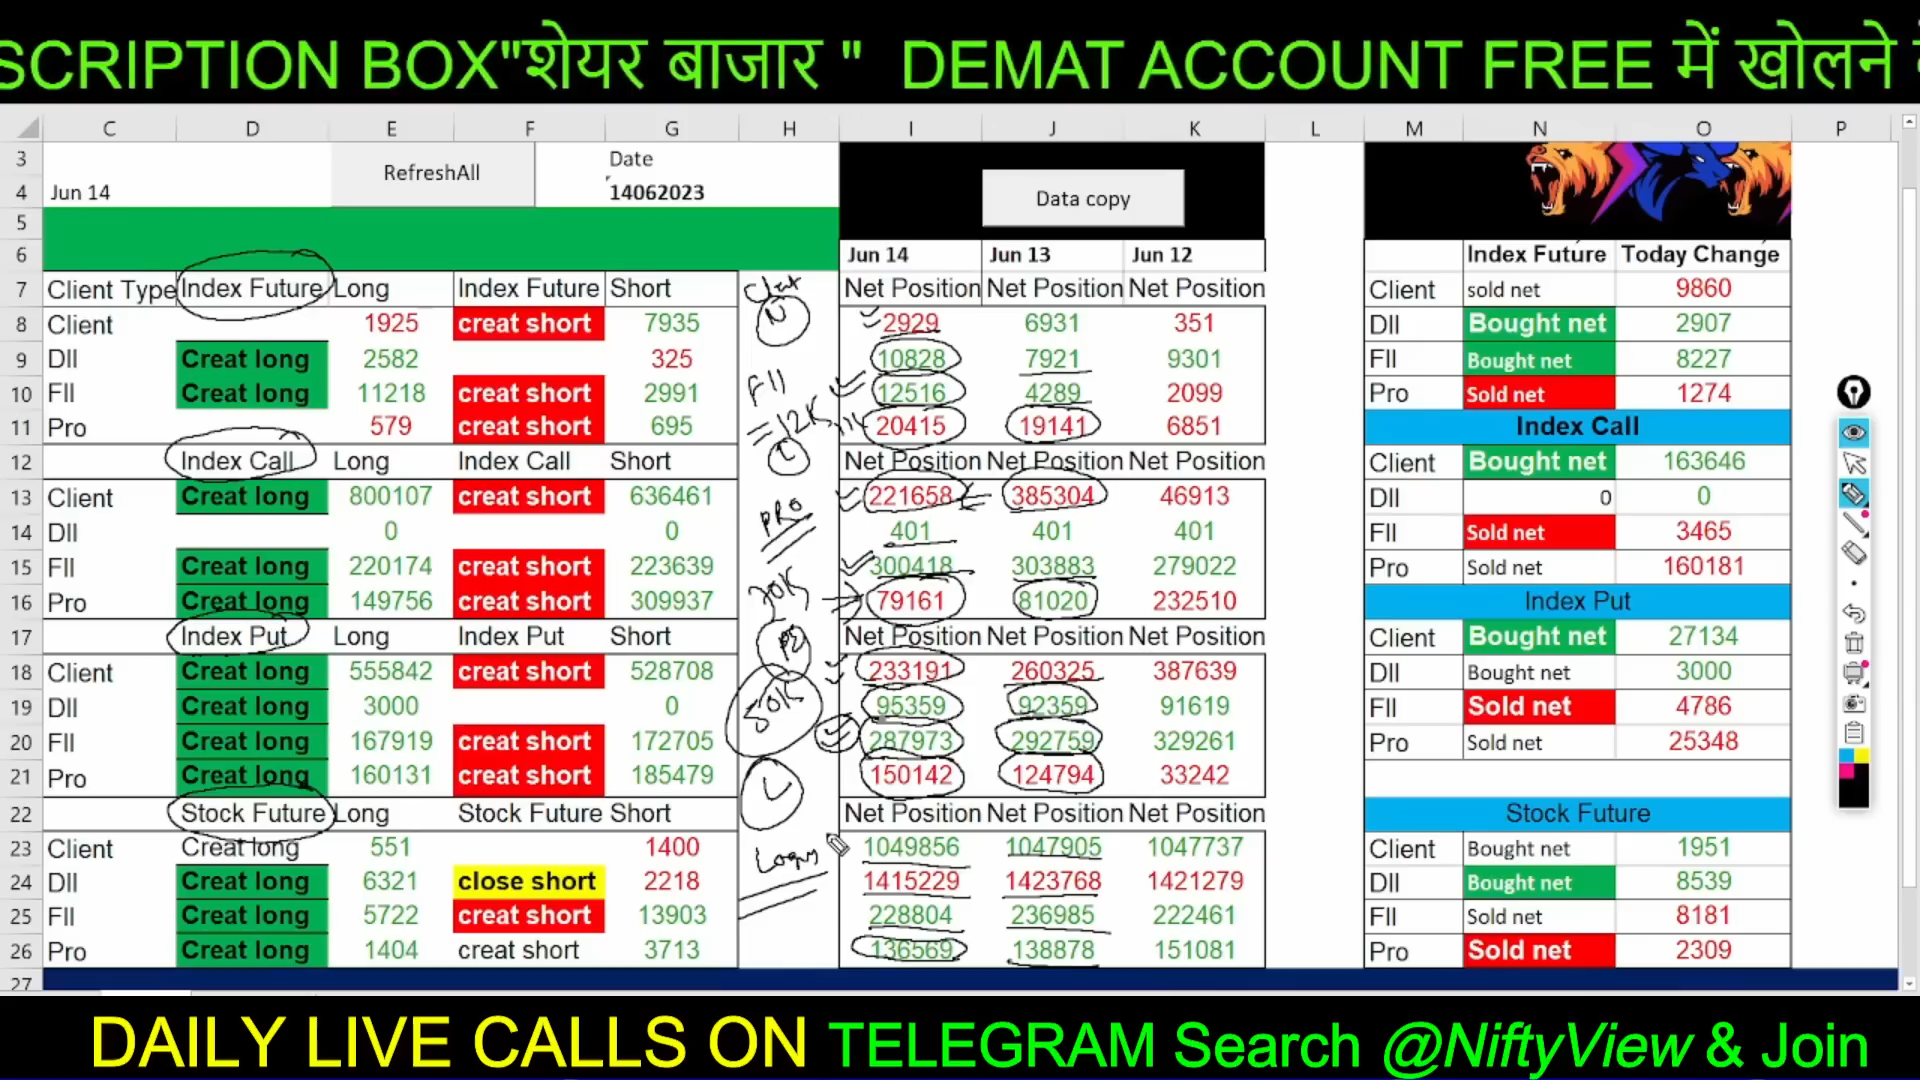 SCRIPTION BOX"शेयर बाजार " DEMAT ACCOUNT FREE में खोलने
C D E F G H I J K L M N O P
3 RefreshAll Date
4 Jun 14 14062023 Data copy
5
6 Jun 14 Jun 13 Jun 12 Index Future Today Change
7 Client Type Index Future Long Index Future Short Net Position Net Position Net Position Client sold net 9860
8 Client 1925 creat short 7935 N 2929 6931 351 DII Bought net 2907
9 DII Creat long 2582 325 10828 7921 9301 FII Bought net 8227
10 FII Creat long 11218 creat short 2991 FII 12516 4289 2099 Pro Sold net 1274
11 Pro 579 creat short 695 =12K 20415 19141 6851 Index Call
12 Index Call Long Index Call Short Net Position Net Position Net Position Client Bought net 163646
13 Client Creat long 800107 creat short 636461 221658 385304 46913 DII 0 0
14 DII 0 0 PRO 401 401 401 FII Sold net 3465
15 FII Creat long 220174 creat short 223639 300418 303883 279022 Pro Sold net 160181
16 Pro Creat long 149756 creat short 309937 79161 81020 232510 Index Put
17 Index Put Long Index Put Short Net Position Net Position Net Position Client Bought net 27134
18 Client Creat long 555842 creat short 528708 233191 260325 387639 DII Bought net 3000
19 DII Creat long 3000 0 50K 95359 92359 91619 FII Sold net 4786
20 FII Creat long 167919 creat short 172705 287973 292759 329261 Pro Sold net 25348
21 Pro Creat long 160131 creat short 185479 L 150142 124794 33242
22 Stock Future Long Stock Future Short Net Position Net Position Net Position Stock Future
23 Client Creat long 551 1400 1049856 1047905 1047737 Client Bought net 1951
24 DII Creat long 6321 close short 2218 1415229 1423768 1421279 DII Bought net 8539
25 FII Creat long 5722 creat short 13903 228804 236985 222461 FII Sold net 8181
26 Pro Creat long 1404 creat short 3713 136569 138878 151081 Pro Sold net 2309
27
DAILY LIVE CALLS ON TELEGRAM Search @NiftyView & Join